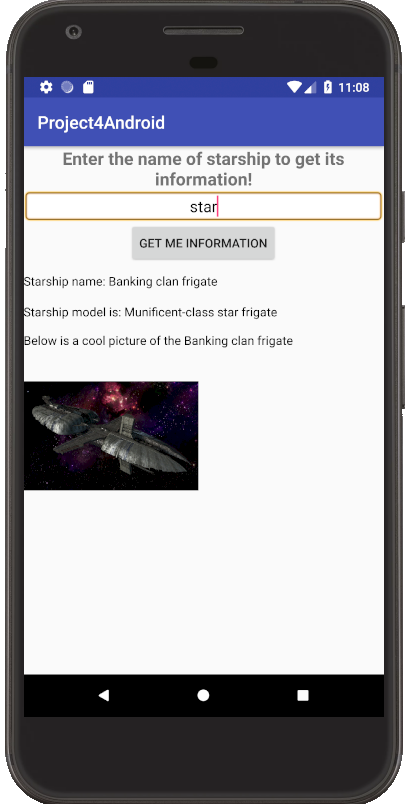 11:08
Project4Android
Enter the name of starship to get its
information!
star
GET ME INFORMATION
Starship name: Banking clan frigate
Starship model is: Munificent-class star frigate
Below is a cool picture of the Banking clan frigate